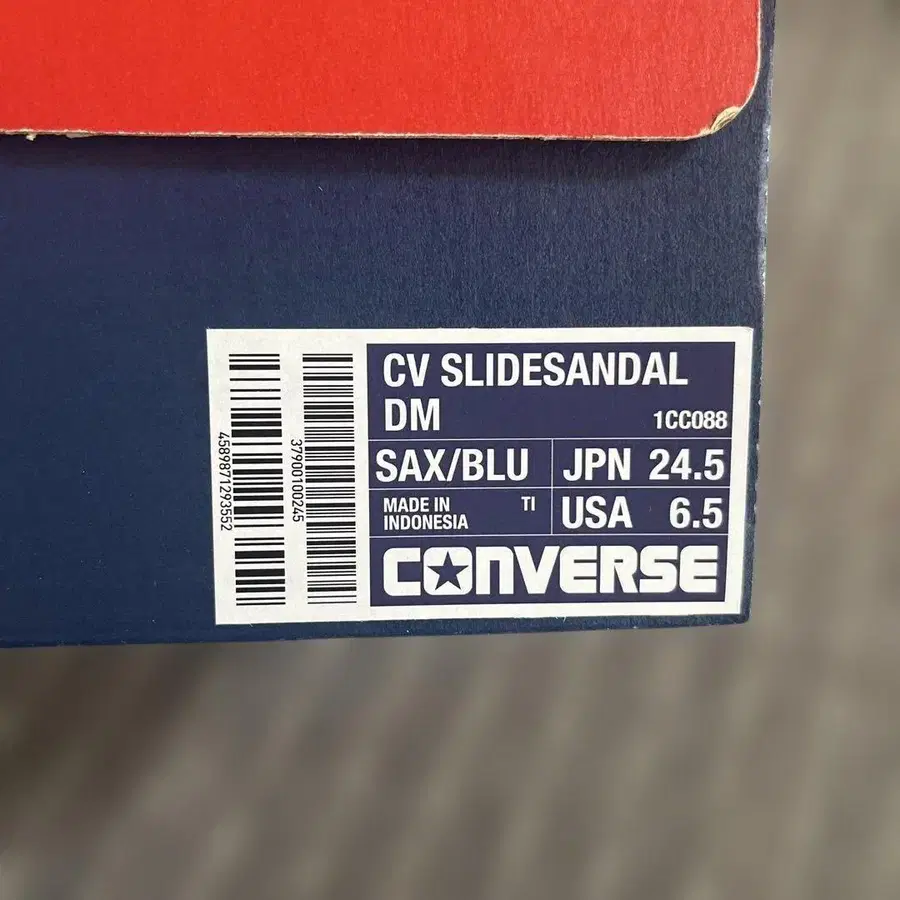 CV SLIDESANDAL
DM 1CC088
SAX/BLU JPN 24.5
MADE IN INDONESIA TI USA 6.5
CONVERSE
4589871293552
37900100245